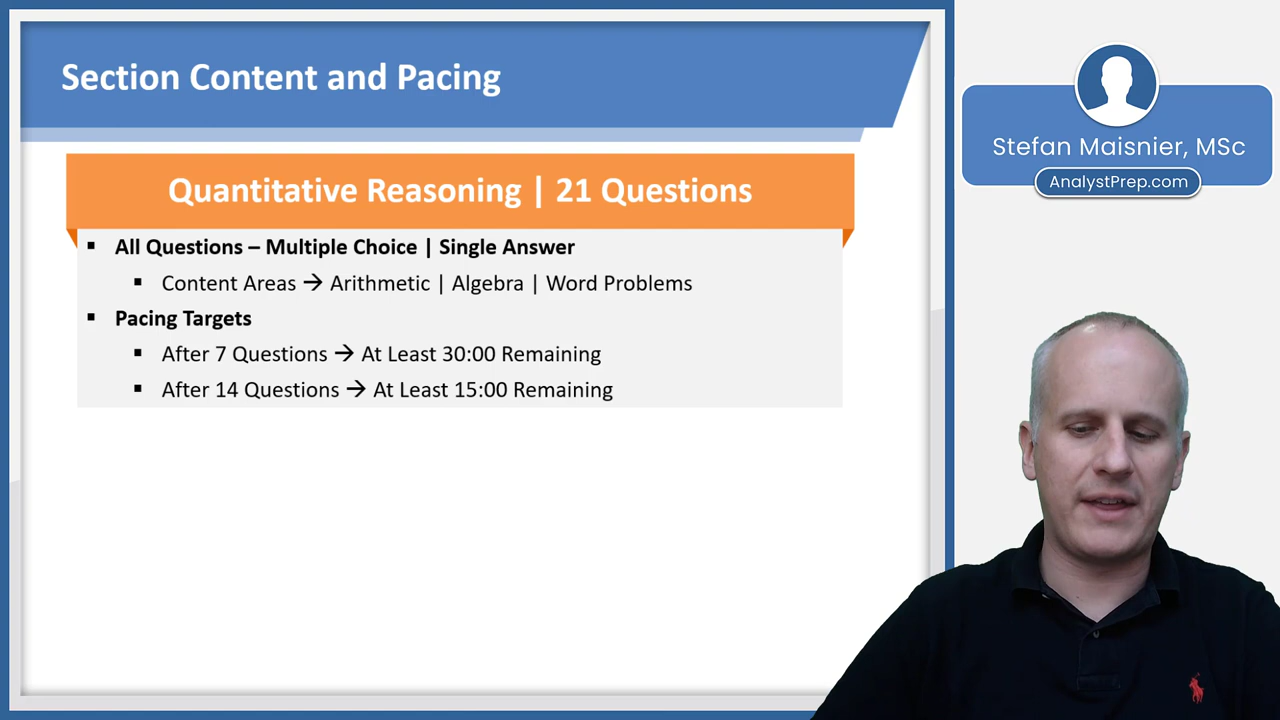 Section Content and Pacing
Quantitative Reasoning | 21 Questions
▪ All Questions – Multiple Choice | Single Answer
▪ Content Areas → Arithmetic | Algebra | Word Problems
▪ Pacing Targets
▪ After 7 Questions → At Least 30:00 Remaining
▪ After 14 Questions → At Least 15:00 Remaining
Stefan Maisnier, MSc
AnalystPrep.com